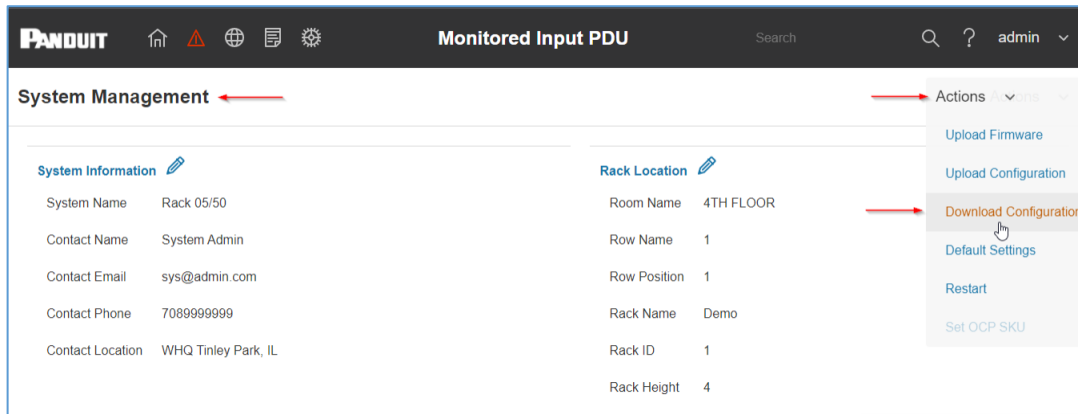 PANDUIT Monitored Input PDU Search ? admin
System Management Actions
Upload Firmware
System Information Rack Location
Upload Configuration
System Name Rack 05/50 Room Name 4TH FLOOR
Download Configuration
Contact Name System Admin Row Name 1
Default Settings
Contact Email sys@admin.com Row Position 1
Restart
Contact Phone 7089999999 Rack Name Demo
Set OCP SKU
Contact Location WHQ Tinley Park, IL Rack ID 1
Rack Height 4